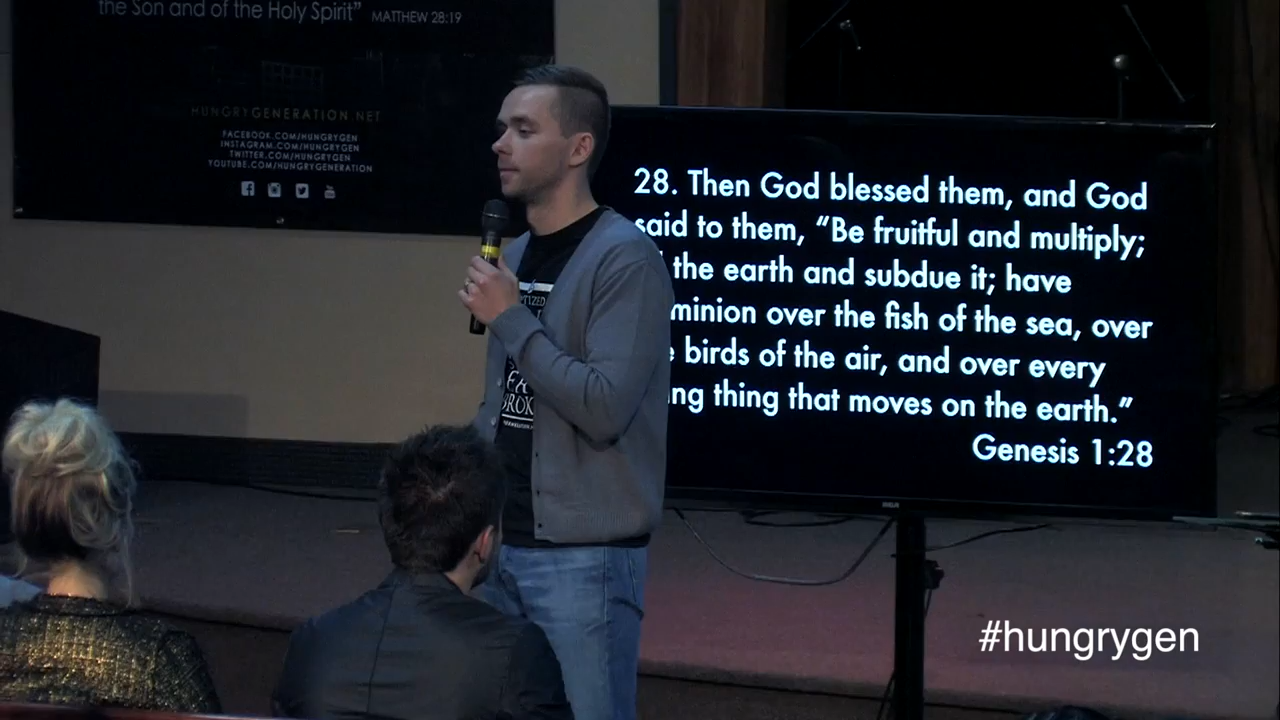 the Son and of the Holy Spirit" MATTHEW 28:19
HUNGRYGENERATION.NET
FACEBOOK.COM/HUNGRYGEN
INSTAGRAM.COM/HUNGRYGEN
TWITTER.COM/HUNGRYGEN
YOUTUBE.COM/HUNGRYGENERATION
28. Then God blessed them, and God
said to them, “Be fruitful and multiply;
the earth and subdue it; have
minion over the fish of the sea, over
birds of the air, and over every
ng thing that moves on the earth.”
Genesis 1:28
#hungrygen